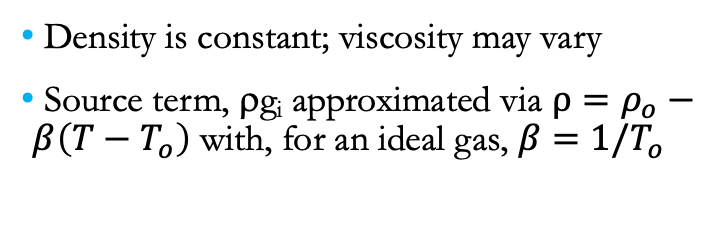 • Density is constant; viscosity may vary
• Source term, ρgᵢ approximated via ρ = ρₒ −
β(T − Tₒ) with, for an ideal gas, β = 1/Tₒ